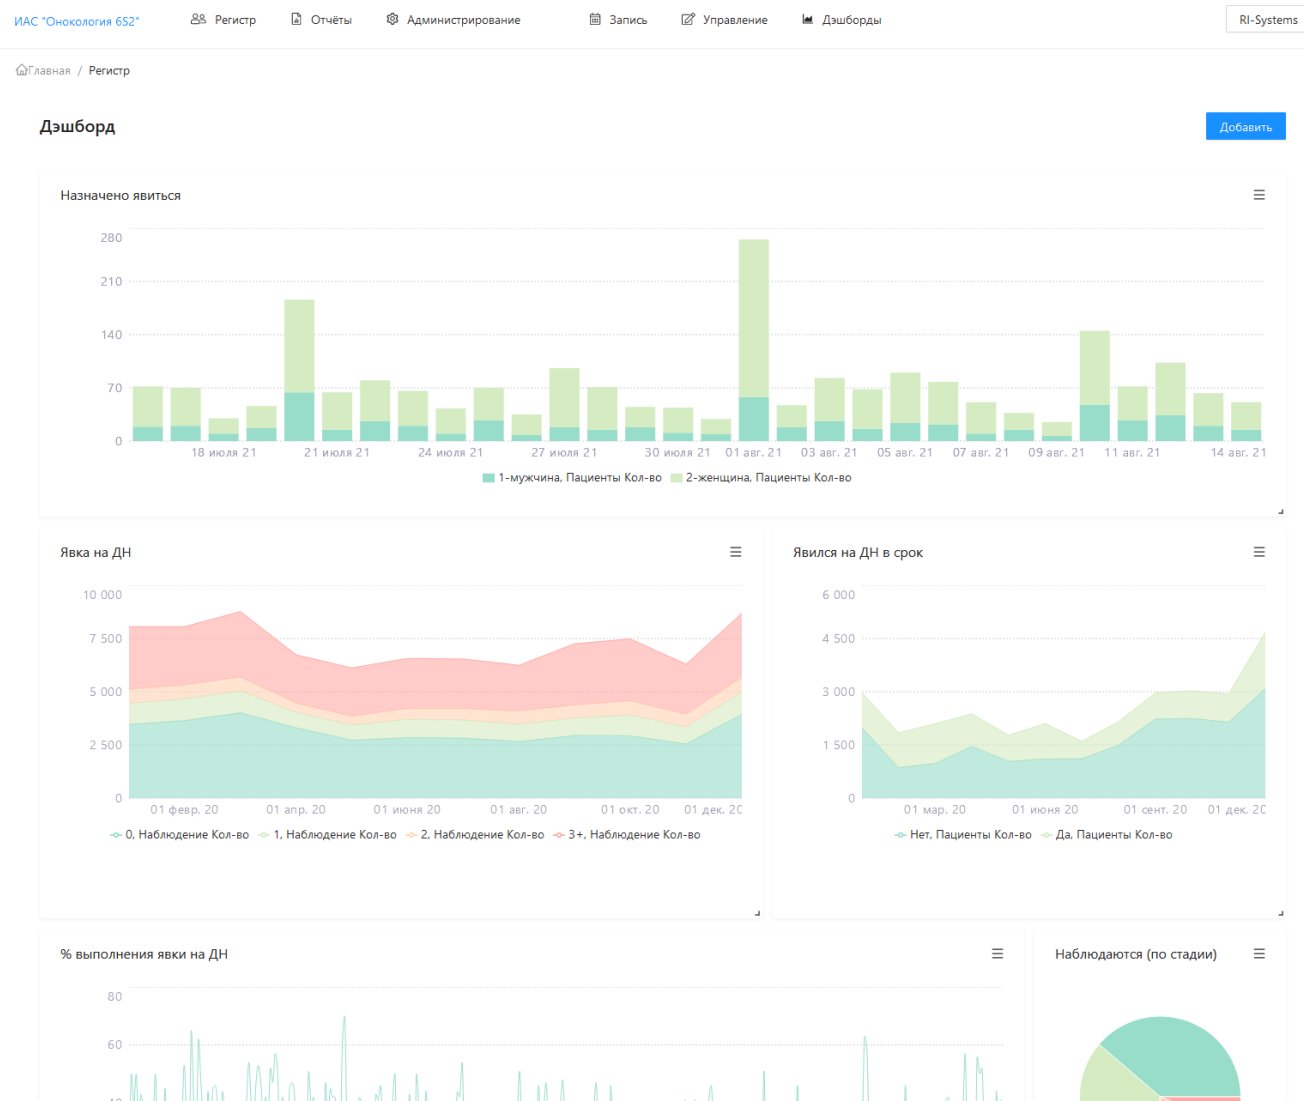 ИАС "Онокология 6S2" Регистр Отчёты Администрирование Запись Управление Дэшборды RI-Systems
Главная / Регистр
Дэшборд
Добавить
Назначено явиться
280
210
140
70
0
18 июля 21 21 июля 21 24 июля 21 27 июля 21 30 июля 21 01 авг. 21 03 авг. 21 05 авг. 21 07 авг. 21 09 авг. 21 11 авг. 21 14 авг. 21
1-мужчина, Пациенты Кол-во 2-женщина, Пациенты Кол-во
Явка на ДН
10 000
7 500
5 000
2 500
0
01 февр. 20 01 апр. 20 01 июня 20 01 авг. 20 01 окт. 20 01 дек. 20
0, Наблюдение Кол-во 1, Наблюдение Кол-во 2, Наблюдение Кол-во 3+, Наблюдение Кол-во
Явился на ДН в срок
6 000
4 500
3 000
1 500
0
01 мар. 20 01 июня 20 01 сент. 20 01 дек. 20
Нет, Пациенты Кол-во Да, Пациенты Кол-во
% выполнения явки на ДН
80
60
40
Наблюдаются (по стадии)